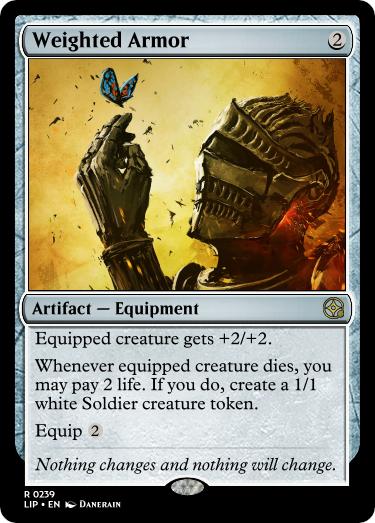 Weighted Armor 2
Artifact — Equipment
Equipped creature gets +2/+2.
Whenever equipped creature dies, you
may pay 2 life. If you do, create a 1/1
white Soldier creature token.
Equip 2
Nothing changes and nothing will change.
R 0239
LIP • EN DANERAIN